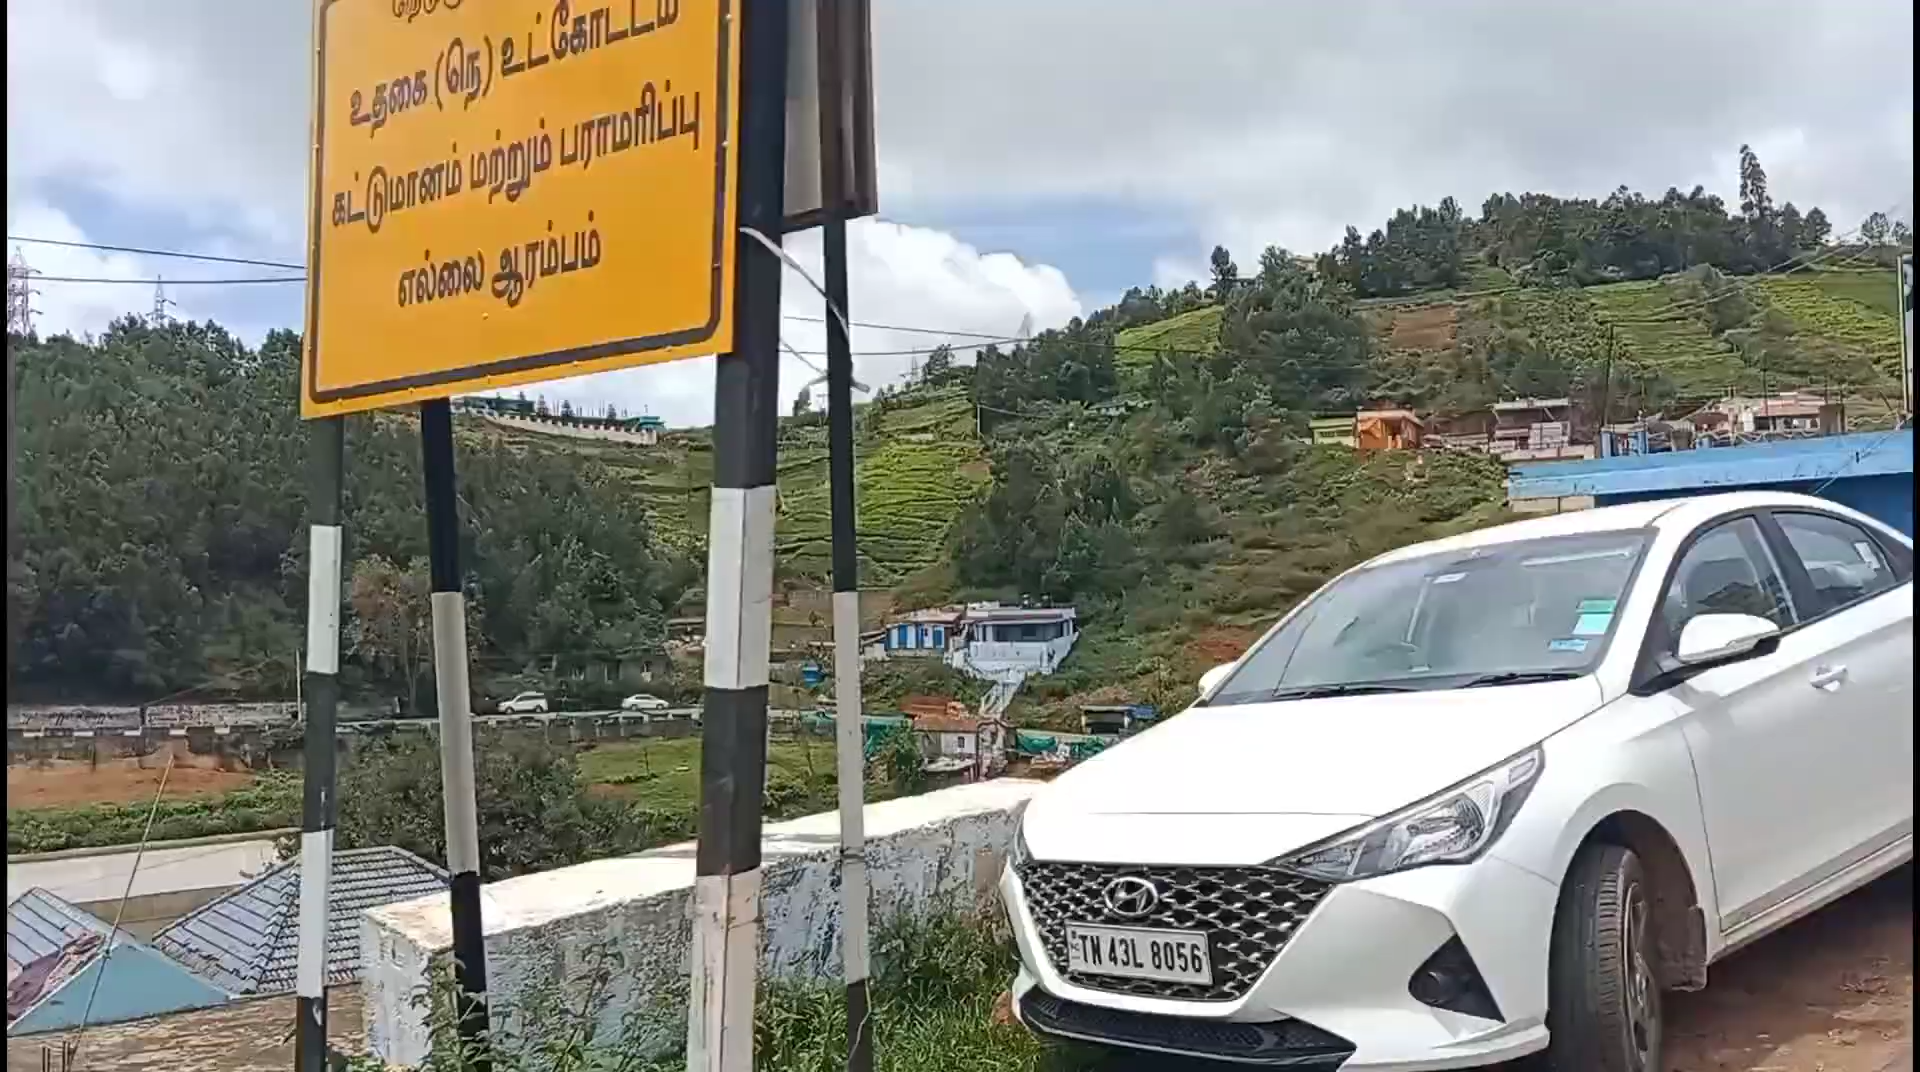 உதகை (நெ) உட்கோட்டம்
கட்டுமானம் மற்றும் பராமரிப்பு
எல்லை ஆரம்பம்
TN 43L 8056